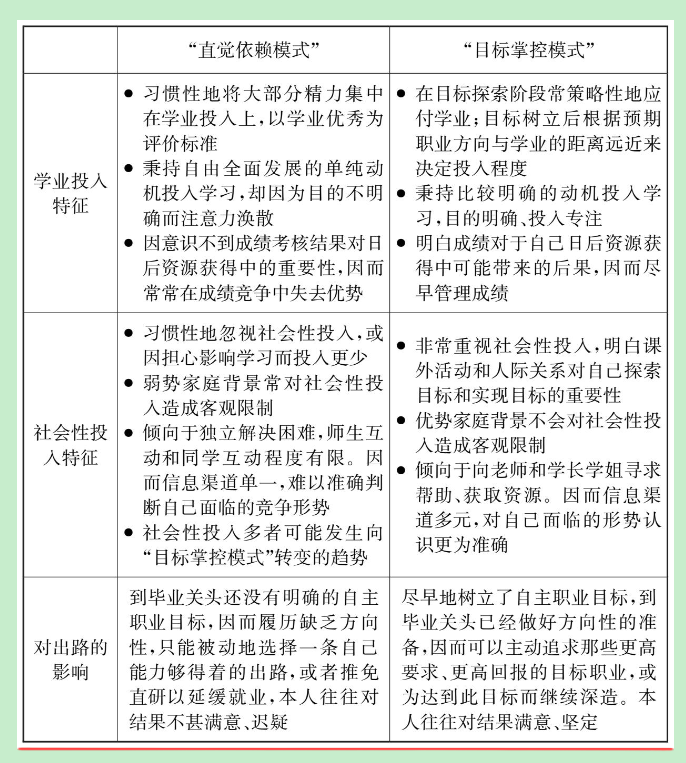 “直觉依赖模式”
“目标掌控模式”
学业投入
特征
● 习惯性地将大部分精力集中
在学业投入上,以学业优秀为
评价标准
● 秉持自由全面发展的单纯动
机投入学习,却因为目的不明
确而注意力涣散
● 因意识不到成绩考核结果对日
后资源获得中的重要性,因而
常常在成绩竞争中失去优势
● 在目标探索阶段常策略性地应
付学业;目标树立后根据预期
职业方向与学业的距离远近来
决定投入程度
● 秉持比较明确的动机投入学
习,目的明确、投入专注
● 明白成绩对于自己日后资源获
得中可能带来的后果,因而尽
早管理成绩
社会性投
入特征
● 习惯性地忽视社会性投入,或
因担心影响学习而投入更少
● 弱势家庭背景常对社会性投
入造成客观限制
● 倾向于独立解决困难,师生互
动和同学互动程度有限。因
而信息渠道单一,难以准确判
断自己面临的竞争形势
● 社会性投入多者可能发生向
“目标掌控模式”转变的趋势
● 非常重视社会性投入,明白课
外活动和人际关系对自己探索
目标和实现目标的重要性
● 优势家庭背景不会对社会性投
入造成客观限制
● 倾向于向老师和学长学姐寻求
帮助、获取资源。因而信息渠
道多元,对自己面临的形势认
识更为准确
对出路的
影响
到毕业关头还没有明确的自主
职业目标,因而履历缺乏方向
性,只能被动地选择一条自己
能力够得着的出路,或者推免
直研以延缓就业,本人往往对
结果不甚满意、迟疑
尽早地树立了自主职业目标,到
毕业关头已经做好方向性的准
备,因而可以主动追求那些更高
要求、更高回报的目标职业,或
为达到此目标而继续深造。本
人往往对结果满意、坚定